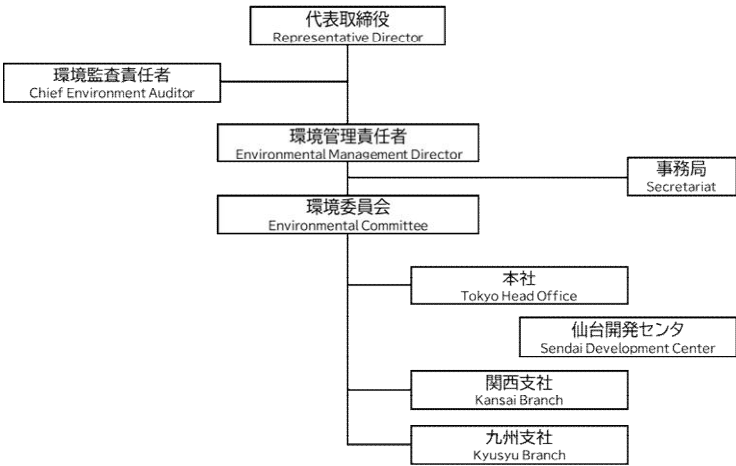 代表取締役
Representative Director
環境監査責任者
Chief Environment Auditor
環境管理責任者
Environmental Management Director
事務局
Secretariat
環境委員会
Environmental Committee
本社
Tokyo Head Office
仙台開発センタ
Sendai Development Center
関西支社
Kansai Branch
九州支社
Kyusyu Branch